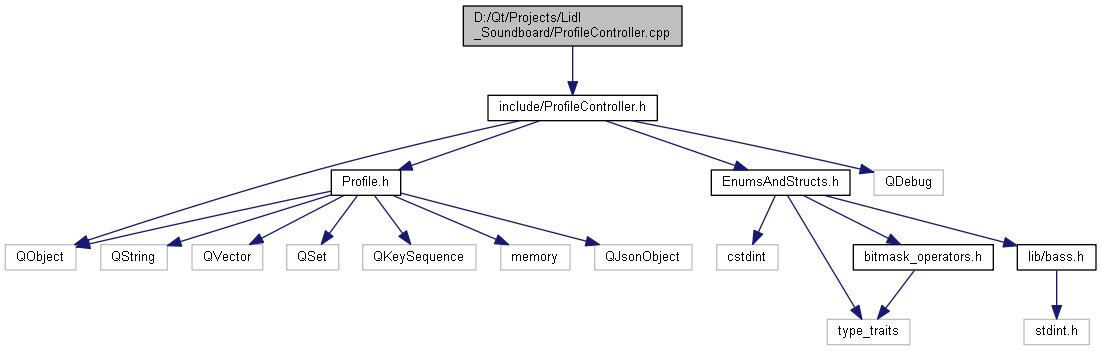 D:/Qt/Projects/Lidl
_Soundboard/ProfileController.cpp
include/ProfileController.h
Profile.h
EnumsAndStructs.h
QDebug
QObject
QString
QVector
QSet
QKeySequence
memory
QJsonObject
cstdint
bitmask_operators.h
lib/bass.h
type_traits
stdint.h